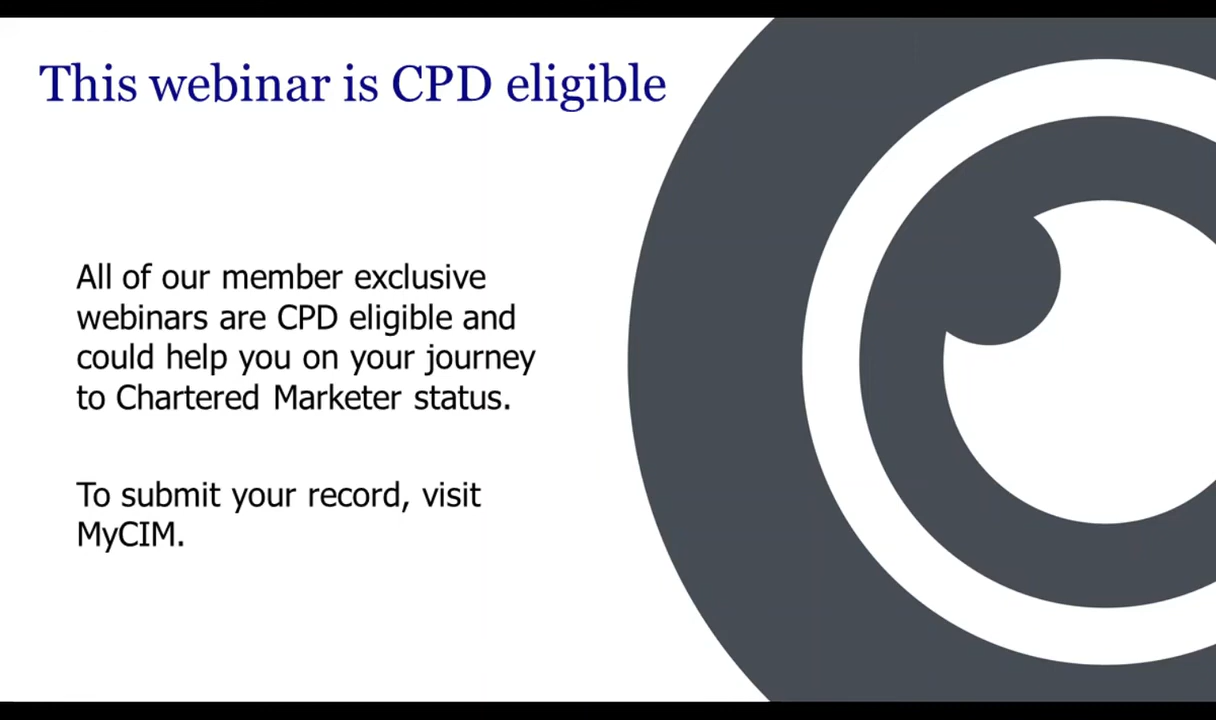 This webinar is CPD eligible
All of our member exclusive
webinars are CPD eligible and
could help you on your journey
to Chartered Marketer status.
To submit your record, visit
MyCIM.